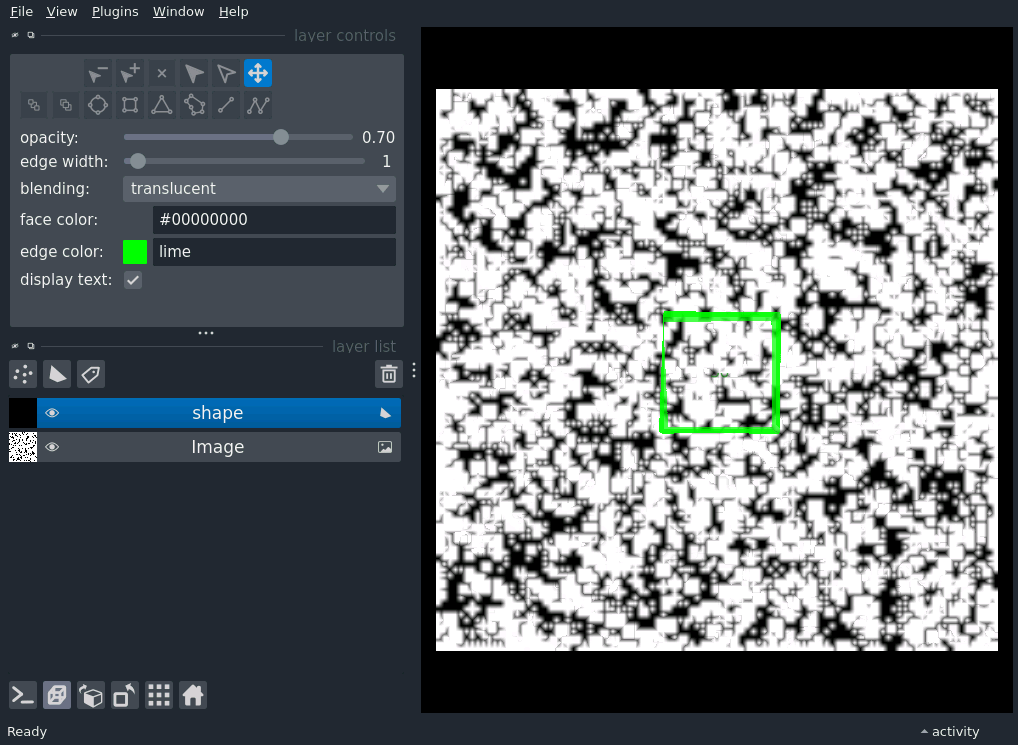 File View Plugins Window Help
layer controls
opacity: 0.70
edge width: 1
blending: translucent
face color: #00000000
edge color: lime
display text:
layer list
shape
Image
Ready activity